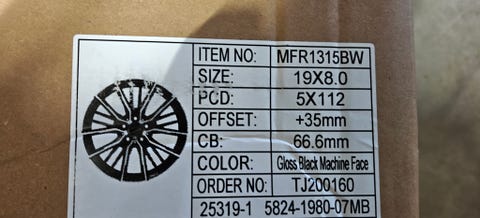 ITEM NO: MFR1315BW
SIZE: 19X8.0
PCD: 5X112
OFFSET: +35mm
CB: 66.6mm
COLOR: Gloss Black Machine Face
ORDER NO: TJ200160
25319-1 5824-1980-07MB